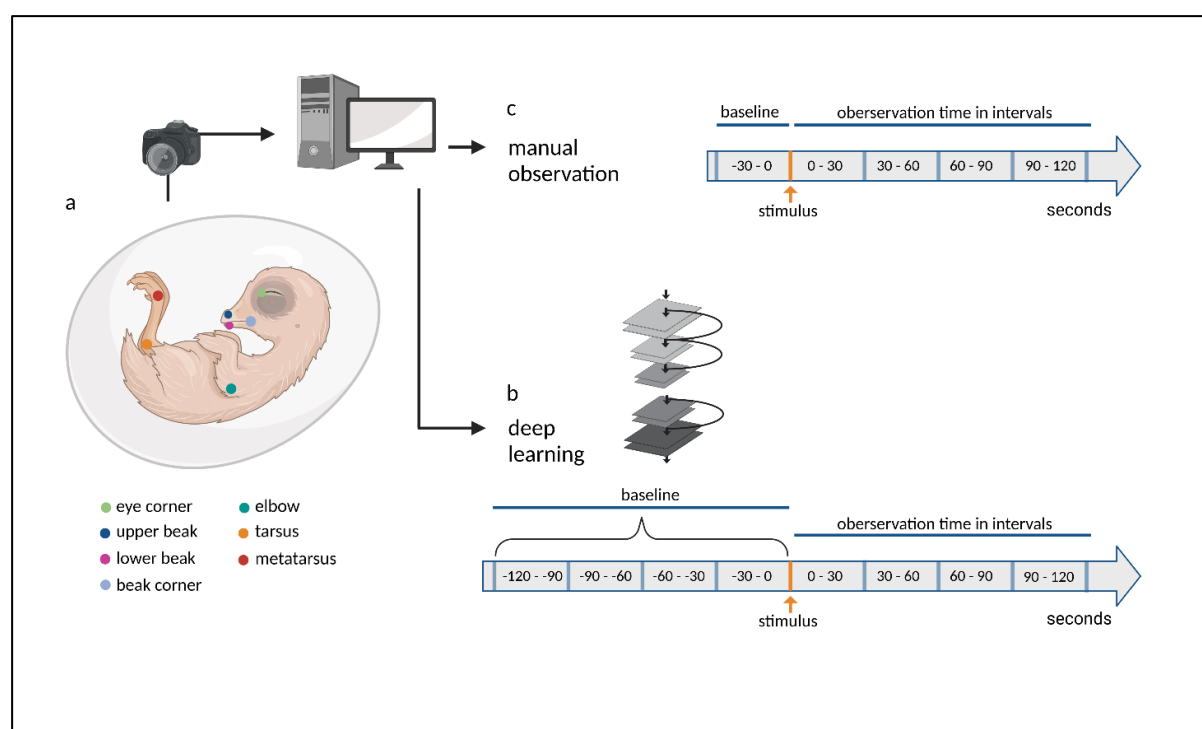 a
eye corner
upper beak
lower beak
beak corner
elbow
tarsus
metatarsus
c
manual
observation
baseline
oberservation time in intervals
-30 - 0
0 - 30
30 - 60
60 - 90
90 - 120
stimulus
seconds
b
deep
learning
baseline
oberservation time in intervals
-120 - -90
-90 - -60
-60 - -30
-30 - 0
0 - 30
30 - 60
60 - 90
90 - 120
stimulus
seconds